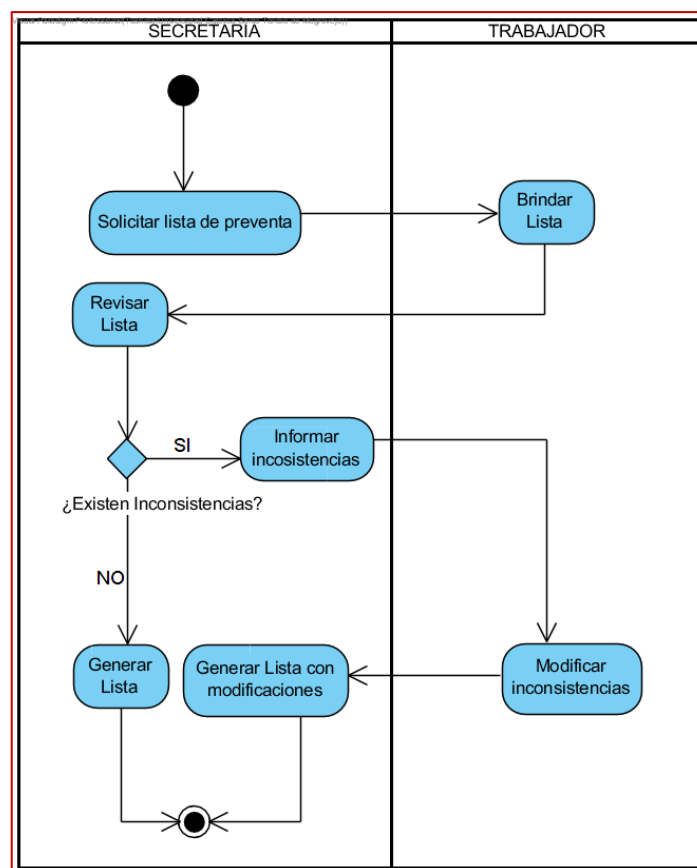 SECRETARIA
TRABAJADOR
Solicitar lista de preventa
Brindar
Lista
Revisar
Lista
SI
Informar
incosistencias
¿Existen Inconsistencias?
NO
Generar
Lista
Generar Lista con
modificaciones
Modificar
inconsistencias